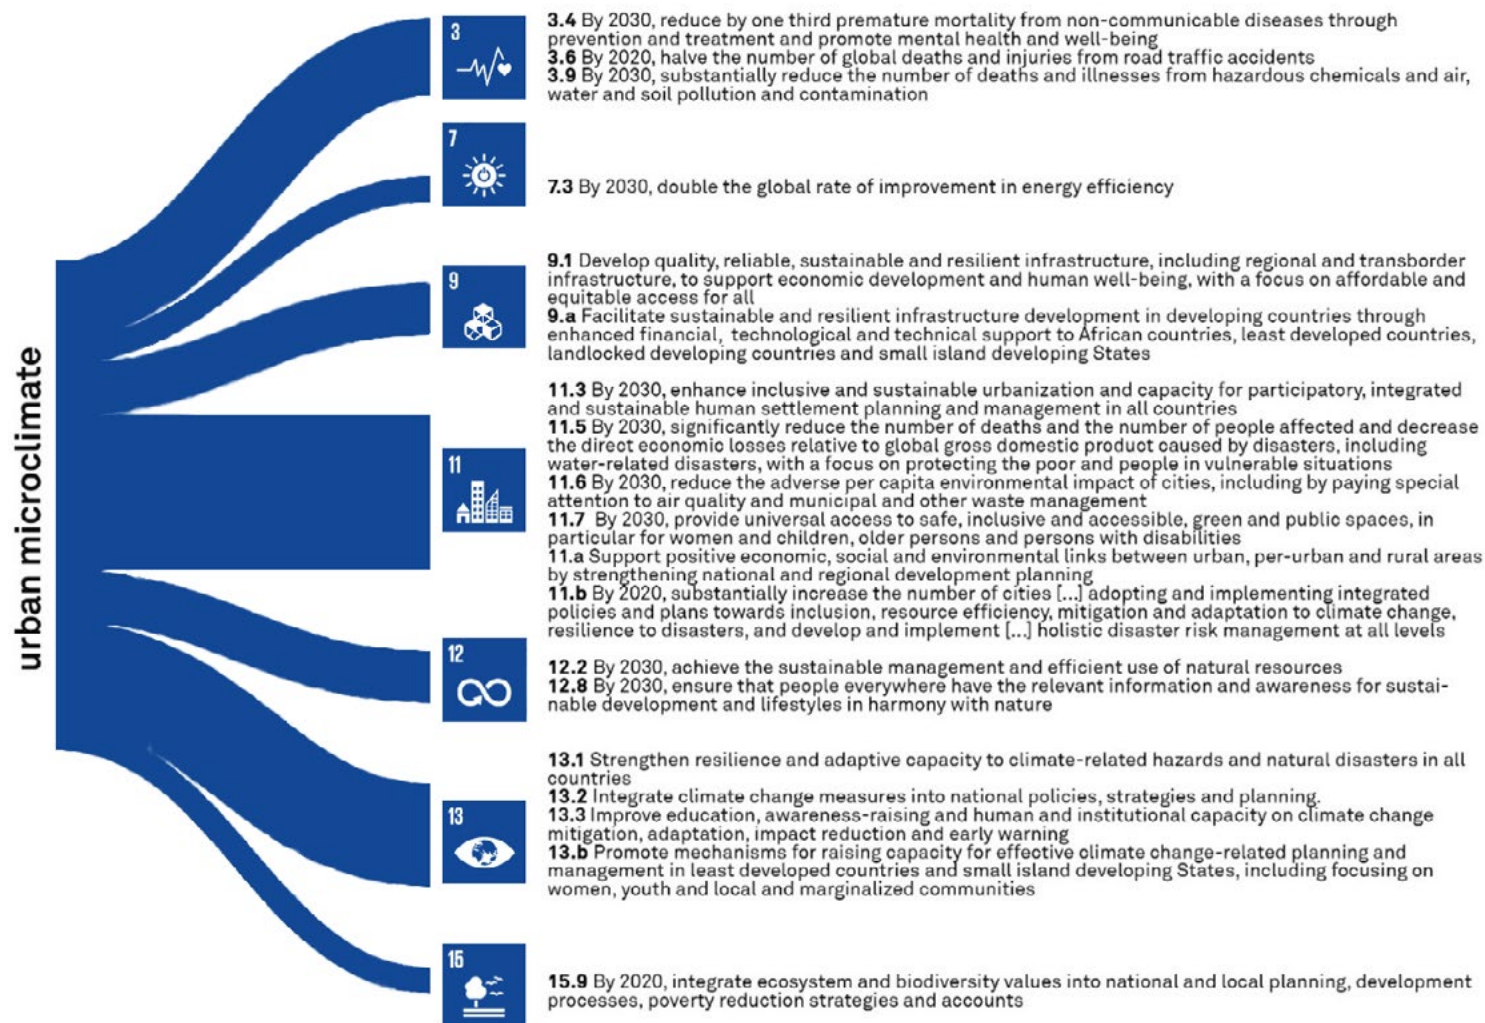 urban microclimate
3
3.4 By 2030, reduce by one third premature mortality from non-communicable diseases through
prevention and treatment and promote mental health and well-being
3.6 By 2020, halve the number of global deaths and injuries from road traffic accidents
3.9 By 2030, substantially reduce the number of deaths and illnesses from hazardous chemicals and air,
water and soil pollution and contamination
7
7.3 By 2030, double the global rate of improvement in energy efficiency
9
9.1 Develop quality, reliable, sustainable and resilient infrastructure, including regional and transborder
infrastructure, to support economic development and human well-being, with a focus on affordable and
equitable access for all
9.a Facilitate sustainable and resilient infrastructure development in developing countries through
enhanced financial, technological and technical support to African countries, least developed countries,
landlocked developing countries and small island developing States
11
11.3 By 2030, enhance inclusive and sustainable urbanization and capacity for participatory, integrated
and sustainable human settlement planning and management in all countries
11.5 By 2030, significantly reduce the number of deaths and the number of people affected and decrease
the direct economic losses relative to global gross domestic product caused by disasters, including
water-related disasters, with a focus on protecting the poor and people in vulnerable situations
11.6 By 2030, reduce the adverse per capita environmental impact of cities, including by paying special
attention to air quality and municipal and other waste management
11.7 By 2030, provide universal access to safe, inclusive and accessible, green and public spaces, in
particular for women and children, older persons and persons with disabilities
11.a Support positive economic, social and environmental links between urban, per-urban and rural areas
by strengthening national and regional development planning
11.b By 2020, substantially increase the number of cities [...] adopting and implementing integrated
policies and plans towards inclusion, resource efficiency, mitigation and adaptation to climate change,
resilience to disasters, and develop and implement [...] holistic disaster risk management at all levels
12
12.2 By 2030, achieve the sustainable management and efficient use of natural resources
12.8 By 2030, ensure that people everywhere have the relevant information and awareness for sustai-
nable development and lifestyles in harmony with nature
13
13.1 Strengthen resilience and adaptive capacity to climate-related hazards and natural disasters in all
countries
13.2 Integrate climate change measures into national policies, strategies and planning.
13.3 Improve education, awareness-raising and human and institutional capacity on climate change
mitigation, adaptation, impact reduction and early warning
13.b Promote mechanisms for raising capacity for effective climate change-related planning and
management in least developed countries and small island developing States, including focusing on
women, youth and local and marginalized communities
15
15.9 By 2020, integrate ecosystem and biodiversity values into national and local planning, development
processes, poverty reduction strategies and accounts